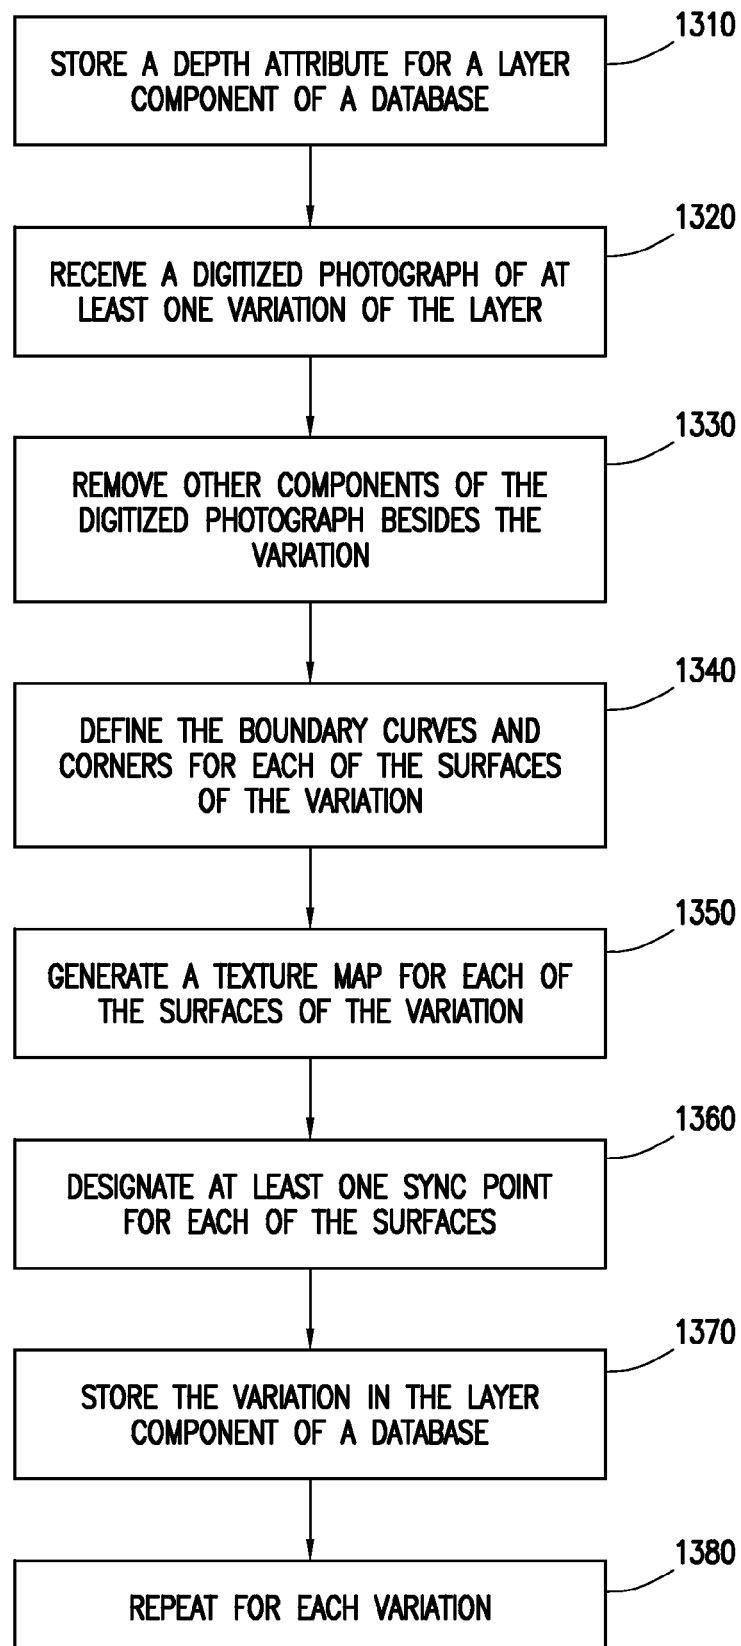 1310
STORE A DEPTH ATTRIBUTE FOR A LAYER
COMPONENT OF A DATABASE
1320
RECEIVE A DIGITIZED PHOTOGRAPH OF AT
LEAST ONE VARIATION OF THE LAYER
1330
REMOVE OTHER COMPONENTS OF THE
DIGITIZED PHOTOGRAPH BESIDES THE
VARIATION
1340
DEFINE THE BOUNDARY CURVES AND
CORNERS FOR EACH OF THE SURFACES
OF THE VARIATION
1350
GENERATE A TEXTURE MAP FOR EACH OF
THE SURFACES OF THE VARIATION
1360
DESIGNATE AT LEAST ONE SYNC POINT
FOR EACH OF THE SURFACES
1370
STORE THE VARIATION IN THE LAYER
COMPONENT OF A DATABASE
1380
REPEAT FOR EACH VARIATION